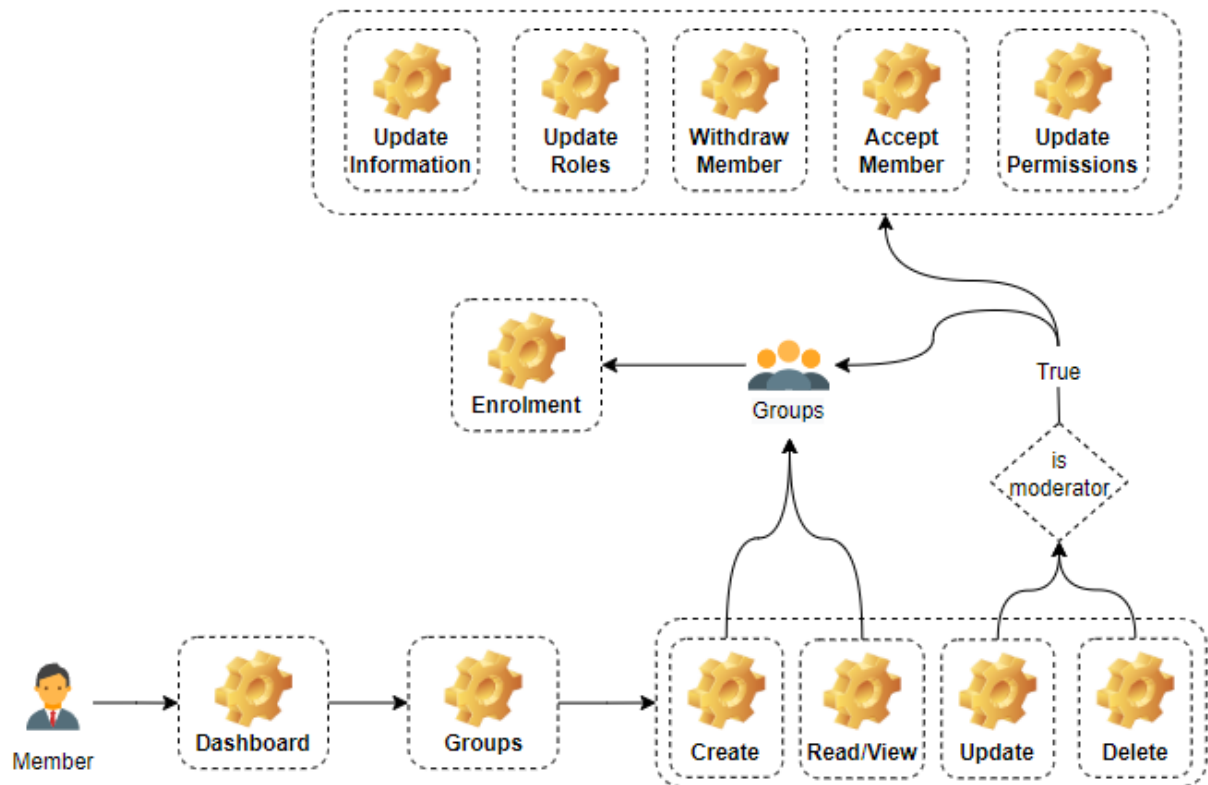 Update
Information
Update
Roles
Withdraw
Member
Accept
Member
Update
Permissions
Enrolment
Groups
True
is
moderator
Member
Dashboard
Groups
Create
Read/View
Update
Delete